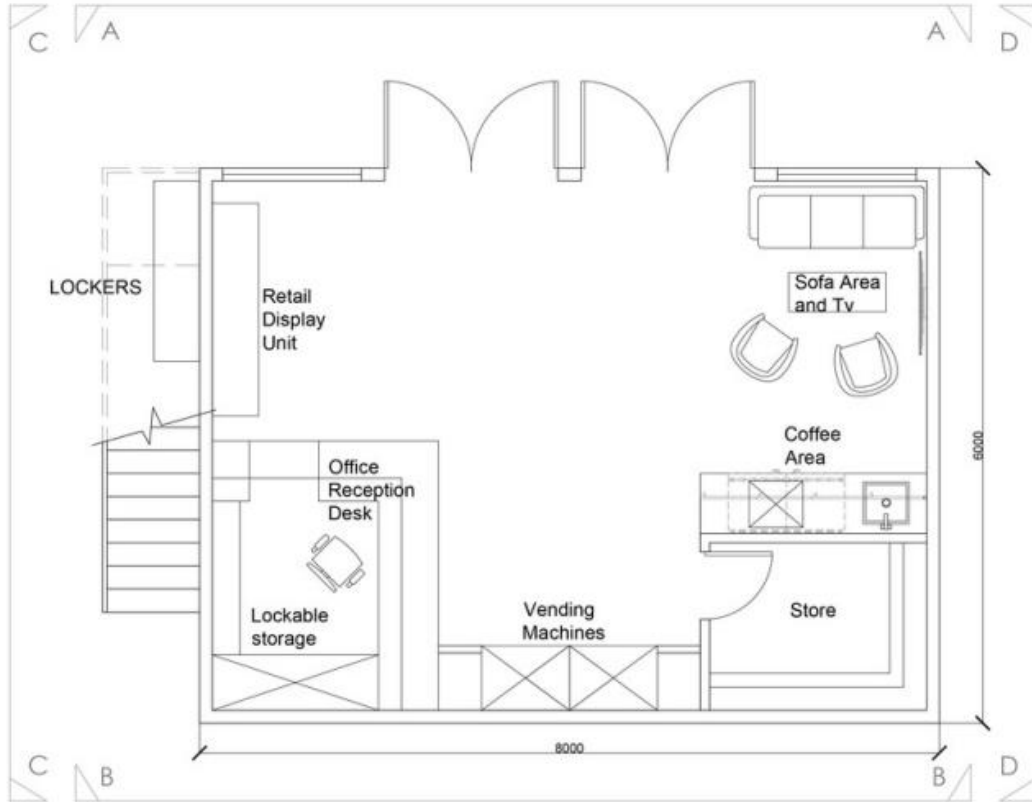 C
A
A
D
LOCKERS
Retail
Display
Unit
Sofa Area
and Tv
Coffee
Area
6000
Office
Reception
Desk
Lockable
storage
Vending
Machines
Store
8000
C
B
B
D